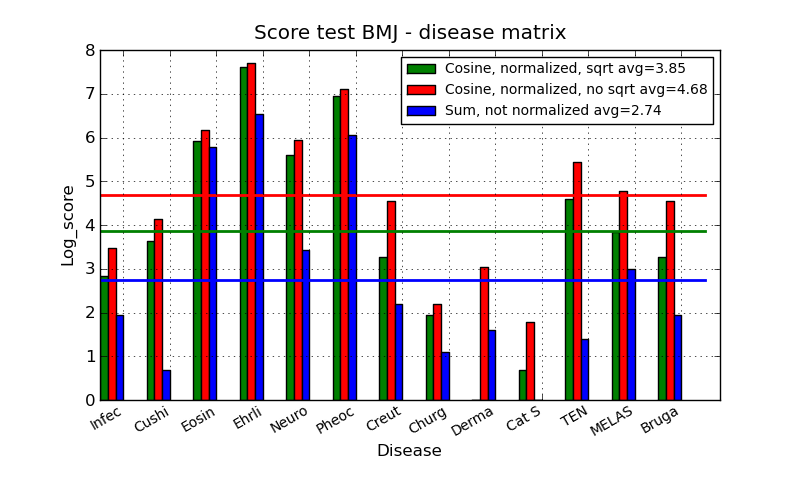 Score test BMJ - disease matrix
Cosine, normalized, sqrt avg=3.85
Cosine, normalized, no sqrt avg=4.68
Sum, not normalized avg=2.74
Log_score
8
7
6
5
4
3
2
1
0
Infec
Cushi
Eosin
Ehrli
Neuro
Pheoc
Creut
Churg
Derma
Cat S
TEN
MELAS
Bruga
Disease